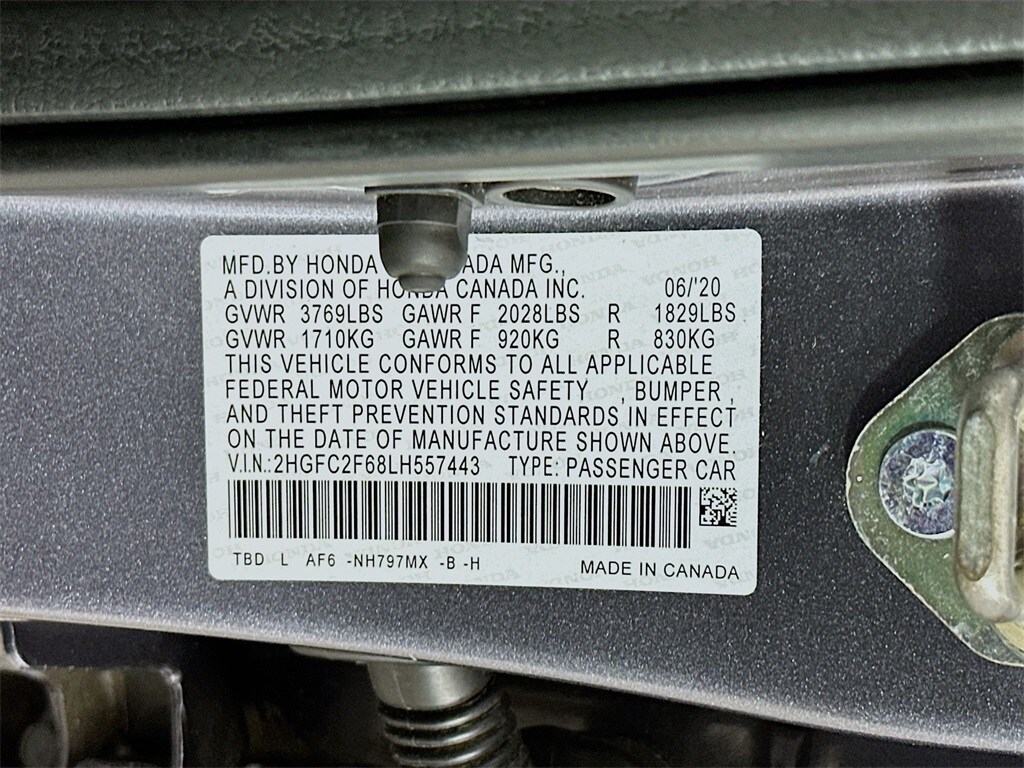 MFD.BY HONDA ADA MFG.,
A DIVISION OF HONDA CANADA INC. 06/'20
GVWR 3769LBS GAWR F 2028LBS R 1829LBS
GVWR 1710KG GAWR F 920KG R 830KG
THIS VEHICLE CONFORMS TO ALL APPLICABLE
FEDERAL MOTOR VEHICLE SAFETY , BUMPER ,
AND THEFT PREVENTION STANDARDS IN EFFECT
ON THE DATE OF MANUFACTURE SHOWN ABOVE.
V.I.N.:2HGFC2F68LH557443 TYPE: PASSENGER CAR
TBD L AF6 -NH797MX -B -H MADE IN CANADA